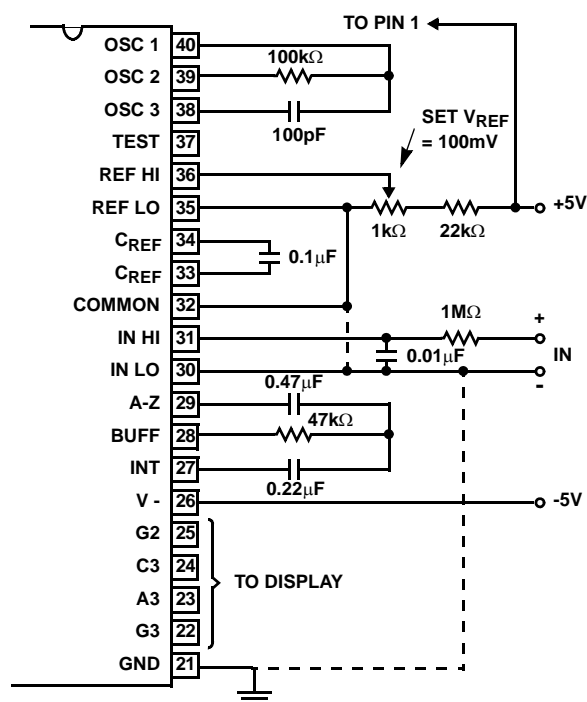 TO PIN 1
OSC 1 40
100kΩ
OSC 2 39
OSC 3 38
100pF
TEST 37
SET VREF
= 100mV
REF HI 36
REF LO 35
1kΩ
22kΩ
+5V
CREF 34
0.1µF
CREF 33
COMMON 32
1MΩ
IN HI 31
+
0.01µF
IN
IN LO 30
-
0.47µF
A-Z 29
47kΩ
BUFF 28
INT 27
0.22µF
V - 26
-5V
G2 25
C3 24
TO DISPLAY
A3 23
G3 22
GND 21